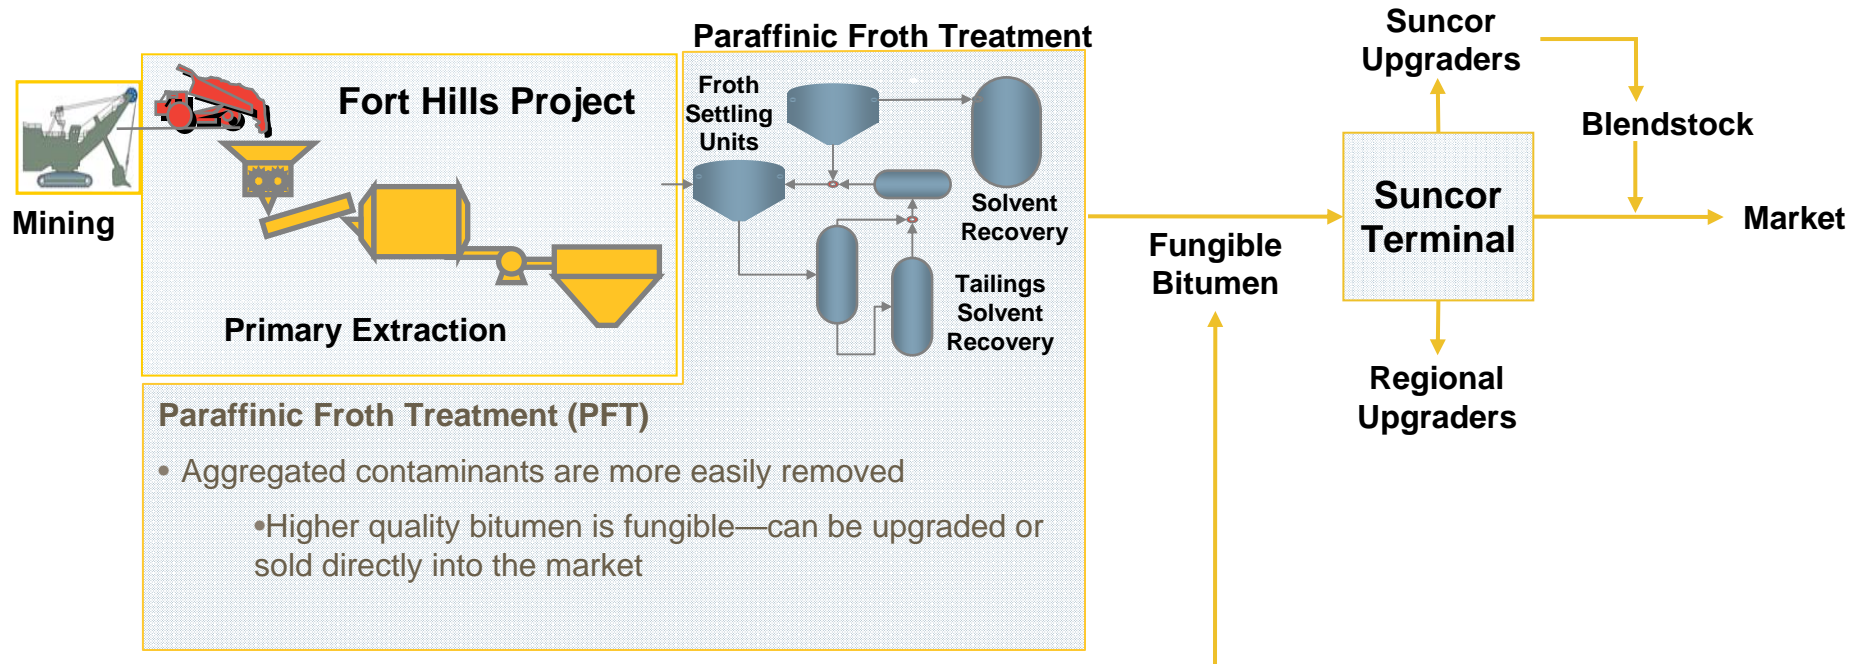 Paraffinic Froth Treatment
Fort Hills Project
Mining
Primary Extraction
Froth
Settling
Units
Solvent
Recovery
Tailings
Solvent
Recovery
Paraffinic Froth Treatment (PFT)
• Aggregated contaminants are more easily removed
•Higher quality bitumen is fungible—can be upgraded or
sold directly into the market
Fungible
Bitumen
Suncor
Upgraders
Blendstock
Suncor
Terminal
Market
Regional
Upgraders